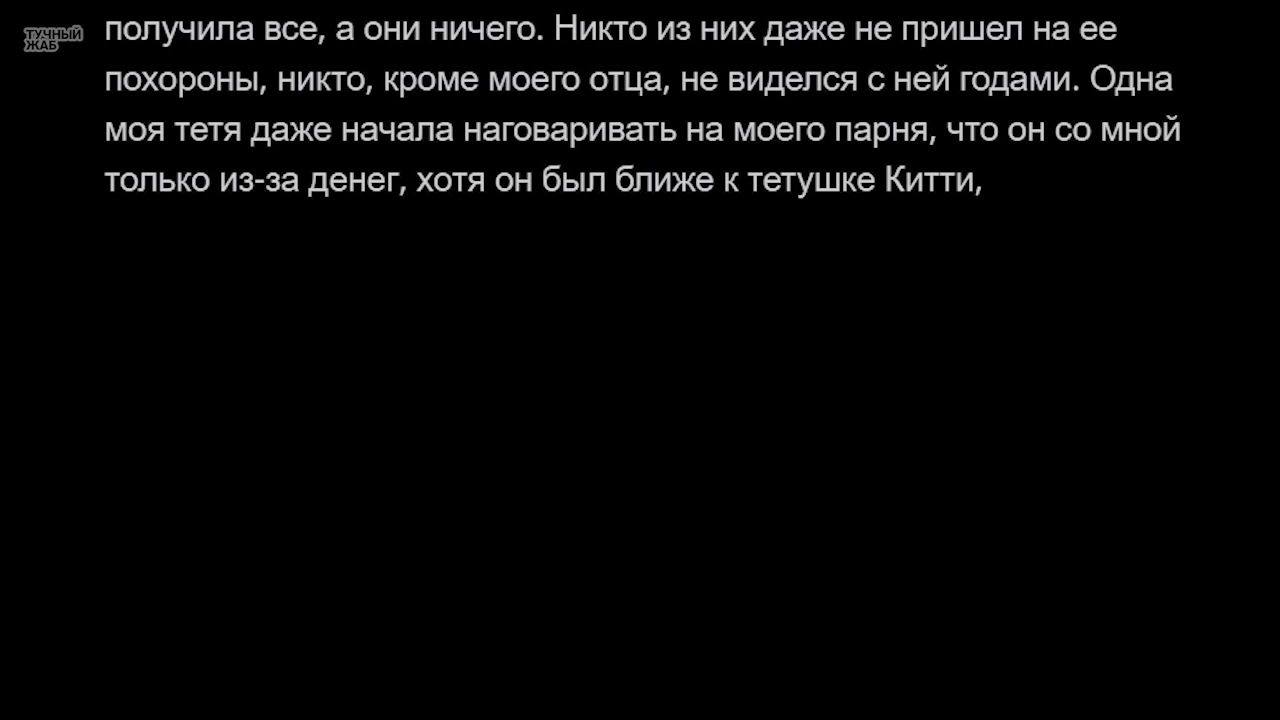 ТУЧНЫЙ
ЖАБ
получила все, а они ничего. Никто из них даже не пришел на ее
похороны, никто, кроме моего отца, не виделся с ней годами. Одна
моя тетя даже начала наговаривать на моего парня, что он со мной
только из-за денег, хотя он был ближе к тетушке Китти,